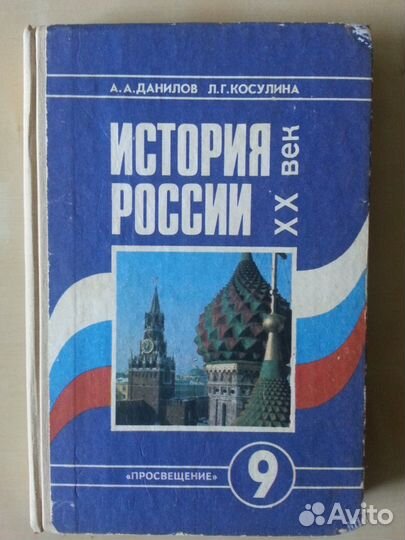 А.А.ДАНИЛОВ Л.Г.КОСУЛИНА
ИСТОРИЯ
РОССИИ
XX век
«ПРОСВЕЩЕНИЕ»
9
Avito